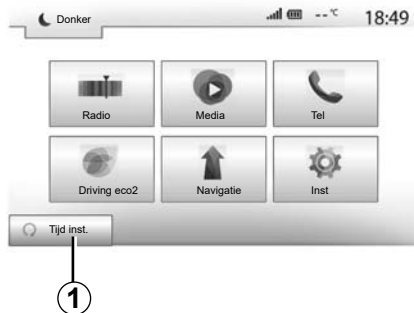 Donker
--°C
18:49
Radio
Media
Tel
Driving eco2
Navigatie
Inst
Tijd inst.
1